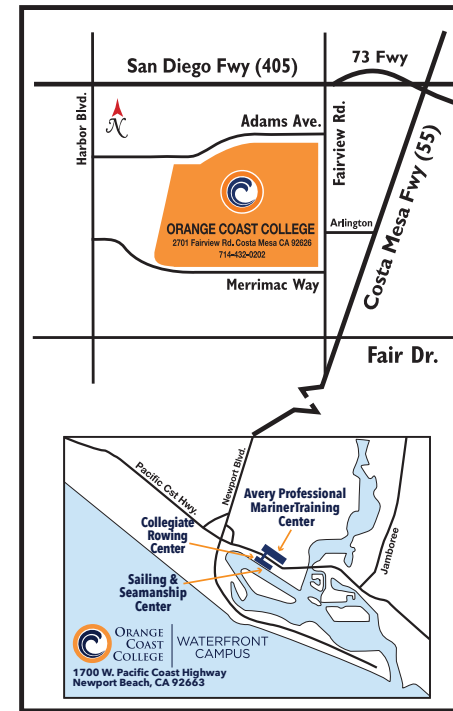 73 Fwy
San Diego Fwy (405)
Harbor Blvd.
N
Adams Ave.
Fairview Rd.
Costa Mesa Fwy (55)
Arlington
ORANGE COAST COLLEGE
2701 Fairview Rd. Costa Mesa CA 92626
714-432-0202
Merrimac Way
Fair Dr.
Pacific Cst Hwy.
Newport Blvd.
Avery Professional
MarinerTraining
Center
Collegiate
Rowing
Center
Jamboree
Sailing &
Seamanship
Center
ORANGE
COAST
COLLEGE
WATERFRONT
CAMPUS
1700 W. Pacific Coast Highway
Newport Beach, CA 92663